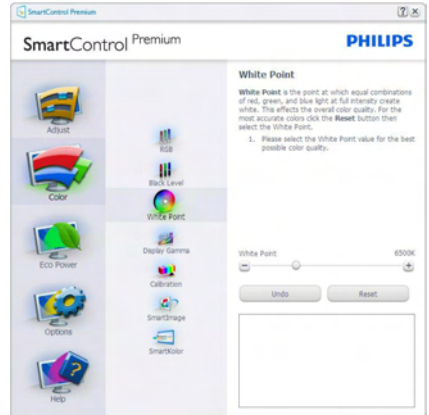 SmartControl Premium
SmartControl Premium
PHILIPS
Adjust
Color
Eco Power
Options
Help
RGB
Black Level
White Point
Display Gamma
Calibration
SmartImage
SmartKolor
White Point
White Point is the point at which equal combinations
of red, green, and blue light at full intensity create
white. This effects the overall color quality. For the
most accurate colors click the Reset button then
select the White Point.
1. Please select the White Point value for the best
possible color quality.
White Point 6500K
Undo Reset